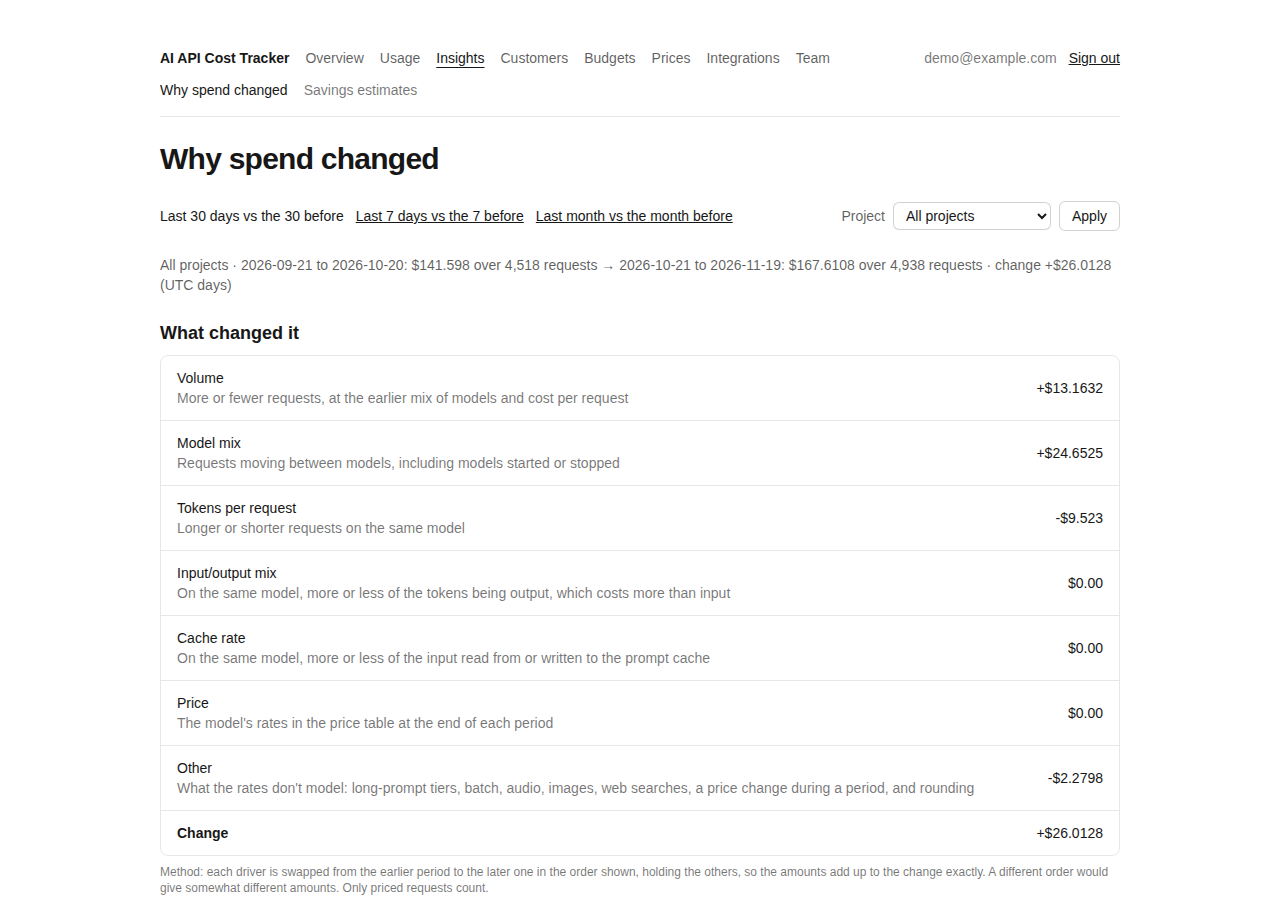 AI API Cost Tracker Overview Usage Insights Customers Budgets Prices Integrations Team demo@example.com Sign out
Why spend changed Savings estimates
Why spend changed
Last 30 days vs the 30 before Last 7 days vs the 7 before Last month vs the month before Project All projects Apply
All projects · 2026-09-21 to 2026-10-20: $141.598 over 4,518 requests → 2026-10-21 to 2026-11-19: $167.6108 over 4,938 requests · change +$26.0128
(UTC days)
What changed it
Volume
More or fewer requests, at the earlier mix of models and cost per request
+$13.1632
Model mix
Requests moving between models, including models started or stopped
+$24.6525
Tokens per request
Longer or shorter requests on the same model
-$9.523
Input/output mix
On the same model, more or less of the tokens being output, which costs more than input
$0.00
Cache rate
On the same model, more or less of the input read from or written to the prompt cache
$0.00
Price
The model's rates in the price table at the end of each period
$0.00
Other
What the rates don't model: long-prompt tiers, batch, audio, images, web searches, a price change during a period, and rounding
-$2.2798
Change +$26.0128
Method: each driver is swapped from the earlier period to the later one in the order shown, holding the others, so the amounts add up to the change exactly. A different order would
give somewhat different amounts. Only priced requests count.